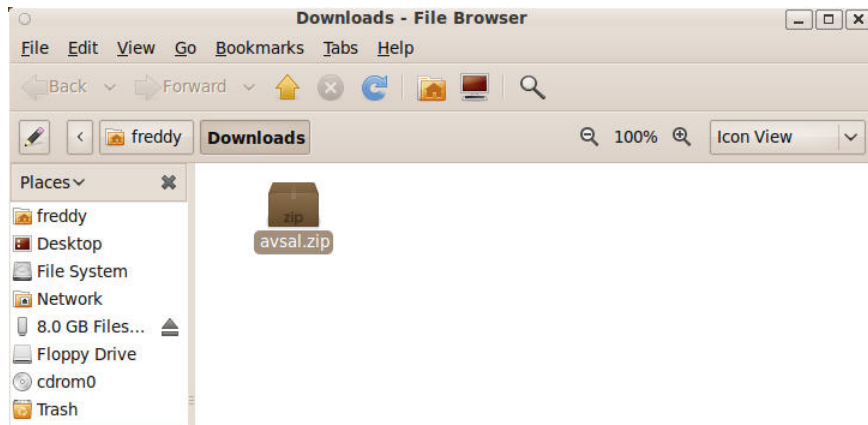 Downloads - File Browser
File Edit View Go Bookmarks Tabs Help
Back Forward
freddy Downloads 100% Icon View
Places
freddy
Desktop
File System
Network
8.0 GB Files...
Floppy Drive
cdrom0
Trash
zip
avsal.zip